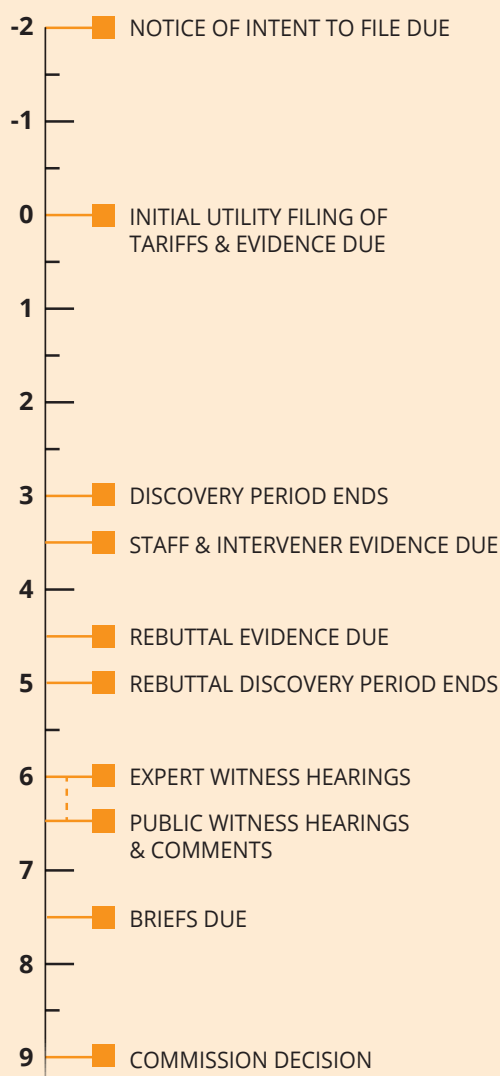 -2 NOTICE OF INTENT TO FILE DUE
-1
0 INITIAL UTILITY FILING OF
TARIFFS & EVIDENCE DUE
1
2
3 DISCOVERY PERIOD ENDS
STAFF & INTERVENER EVIDENCE DUE
4
REBUTTAL EVIDENCE DUE
5 REBUTTAL DISCOVERY PERIOD ENDS
6 EXPERT WITNESS HEARINGS
PUBLIC WITNESS HEARINGS
& COMMENTS
7
BRIEFS DUE
8
9 COMMISSION DECISION